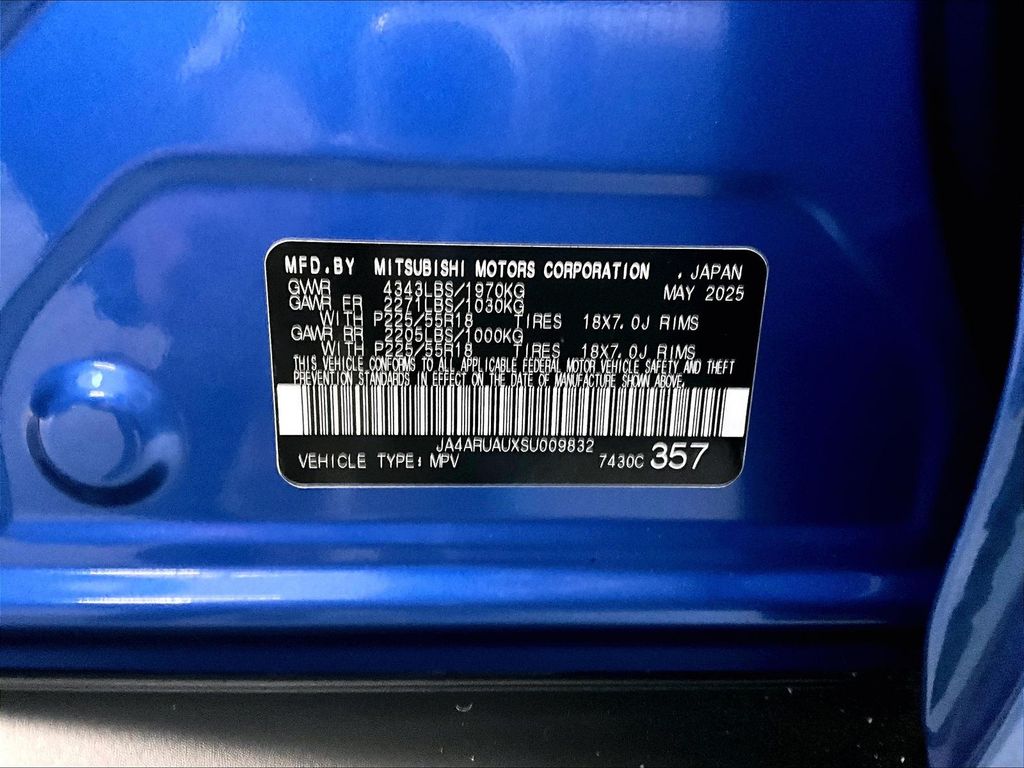 MFD.BY MITSUBISHI MOTORS CORPORATION , JAPAN
GVWR 4343LBS/1970KG MAY 2025
GAWR FR 2271LBS/1030KG
WITH P225/55R18 TIRES 18X7.0J RIMS
GAWR RR 2205LBS/1000KG
WITH P225/55R18 TIRES 18X7.0J RIMS
THIS VEHICLE CONFORMS TO ALL APPLICABLE FEDERAL MOTOR VEHICLE SAFETY AND THEFT
PREVENTION STANDARDS IN EFFECT ON THE DATE OF MANUFACTURE SHOWN ABOVE.
JA4ARUAUXSU009832
VEHICLE TYPE: MPV 7430C 357